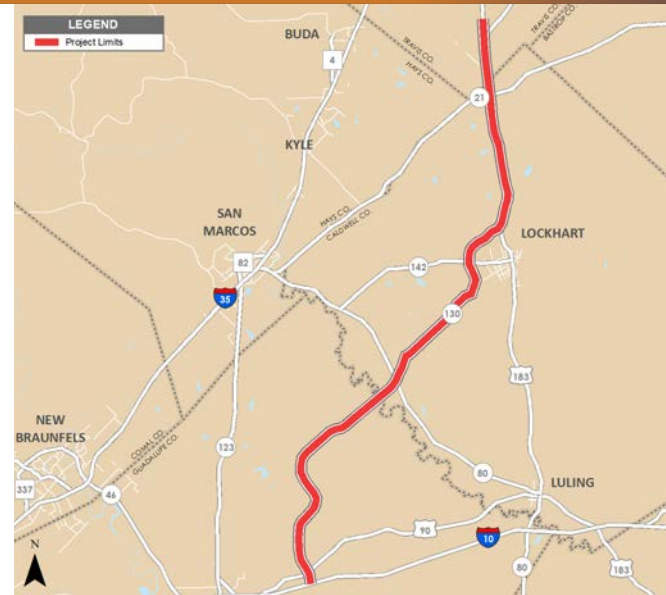 LEGEND
Project Limits
BUDA
4
TRAVIS CO.
HAYS CO.
TRAVIS CO.
BASTROP CO.
21
KYLE
HAYS CO.
CALDWELL CO.
SAN
MARCOS
82
35
142
LOCKHART
130
183
NEW
BRAUNFELS
COMAL CO.
GUADALUPE CO.
123
337
46
80
LULING
90
10
N
80
183